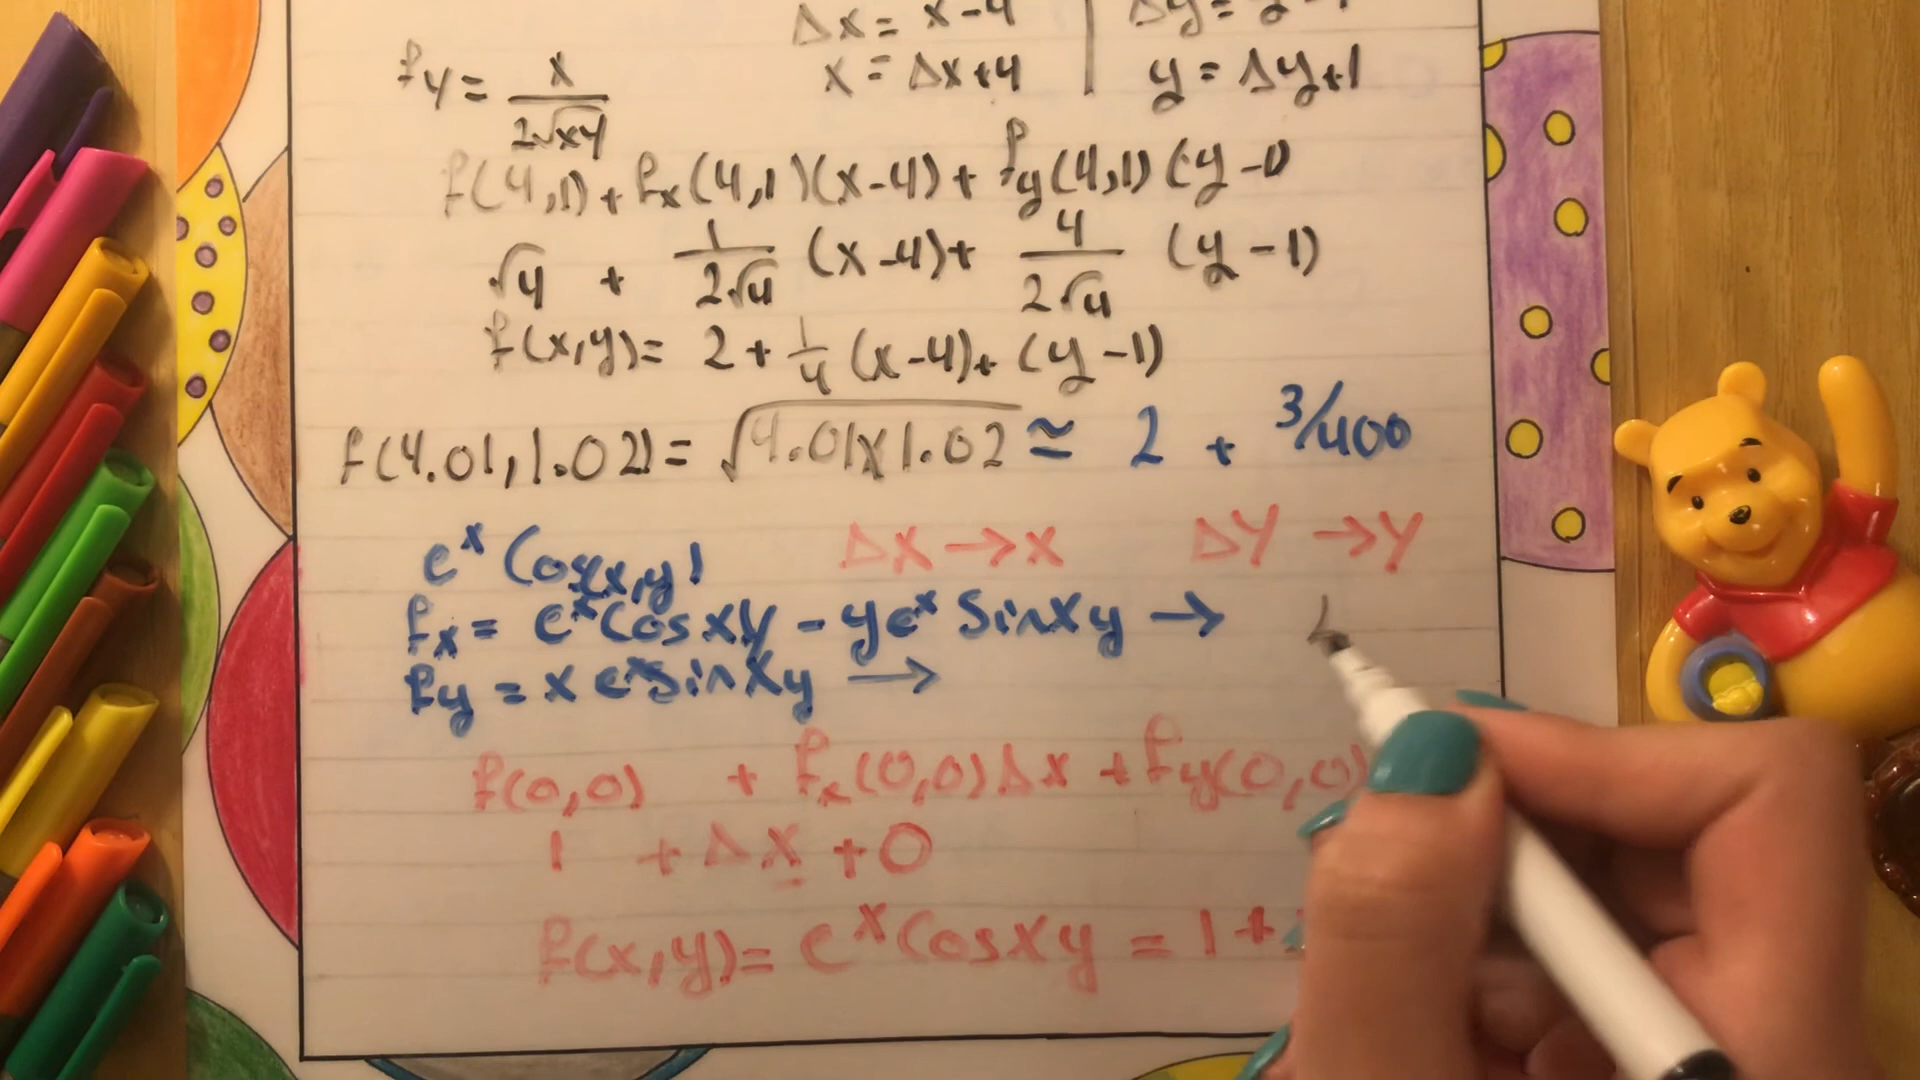 Δx = x-4 | Δy = y-1
fy = x/(2√xy)
x = Δx+4 | y = Δy+1
f(4,1) + fx(4,1)(x-4) + fy(4,1)(y-1)
√4 + 1/(2√4) (x-4) + 4/(2√4) (y-1)
f(x,y) = 2 + 1/4 (x-4) + (y-1)
f(4.01,1.02) = √4.01x1.02 ≃ 2 + 3/400
e^x Cos(x,y)
Δx → x ΔY → Y
fx = e^x Cosxy - ye^x Sinxy →
fy = x e^x Sinxy →
f(0,0) + fx(0,0)Δx + fy(0,0)
1 + Δx + 0
f(x,y) = e^x Cosxy = 1+